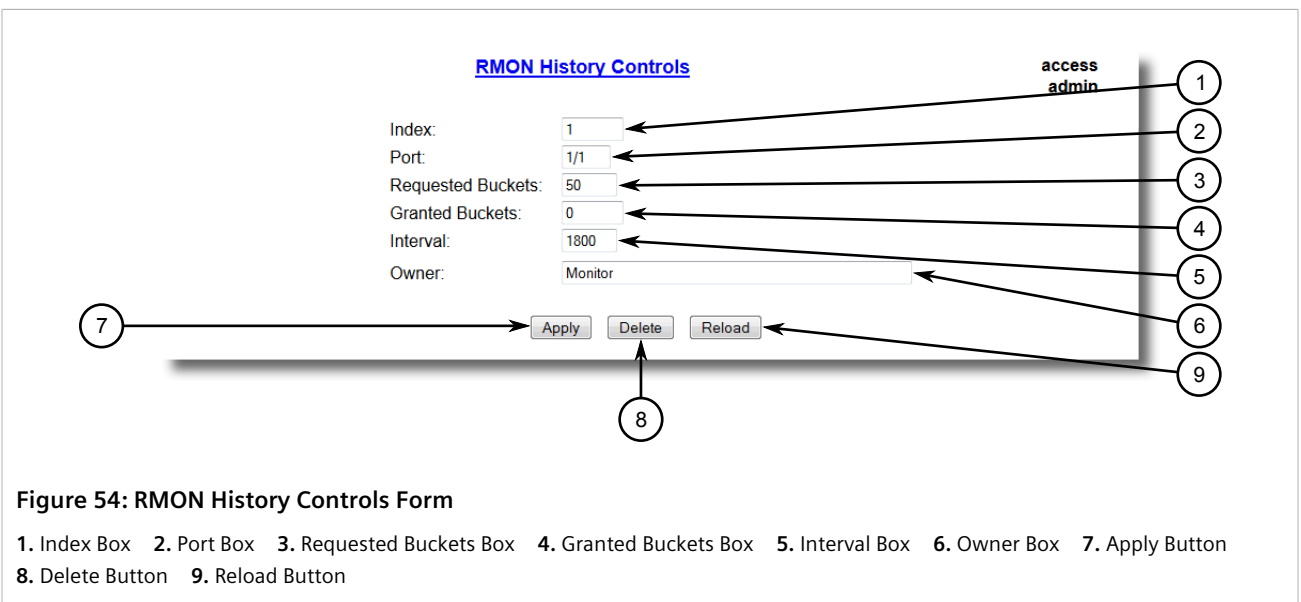 RMON History Controls
access
admin
1
Index: 1
2
Port: 1/1
3
Requested Buckets: 50
Granted Buckets: 0
4
Interval: 1800
5
Owner: Monitor
6
7
Apply Delete Reload
9
8
Figure 54: RMON History Controls Form
1. Index Box 2. Port Box 3. Requested Buckets Box 4. Granted Buckets Box 5. Interval Box 6. Owner Box 7. Apply Button
8. Delete Button 9. Reload Button